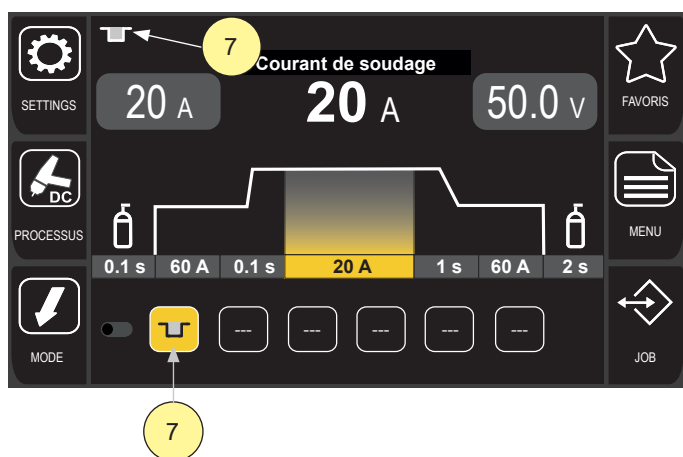 7
Courant de soudage
SETTINGS
20 A
20 A
50.0 V
FAVORIS
DC
PROCESSUS
MENU
0.1 s 60 A 0.1 s 20 A 1 s 60 A 2 s
--- --- --- --- ---
MODE
JOB
7